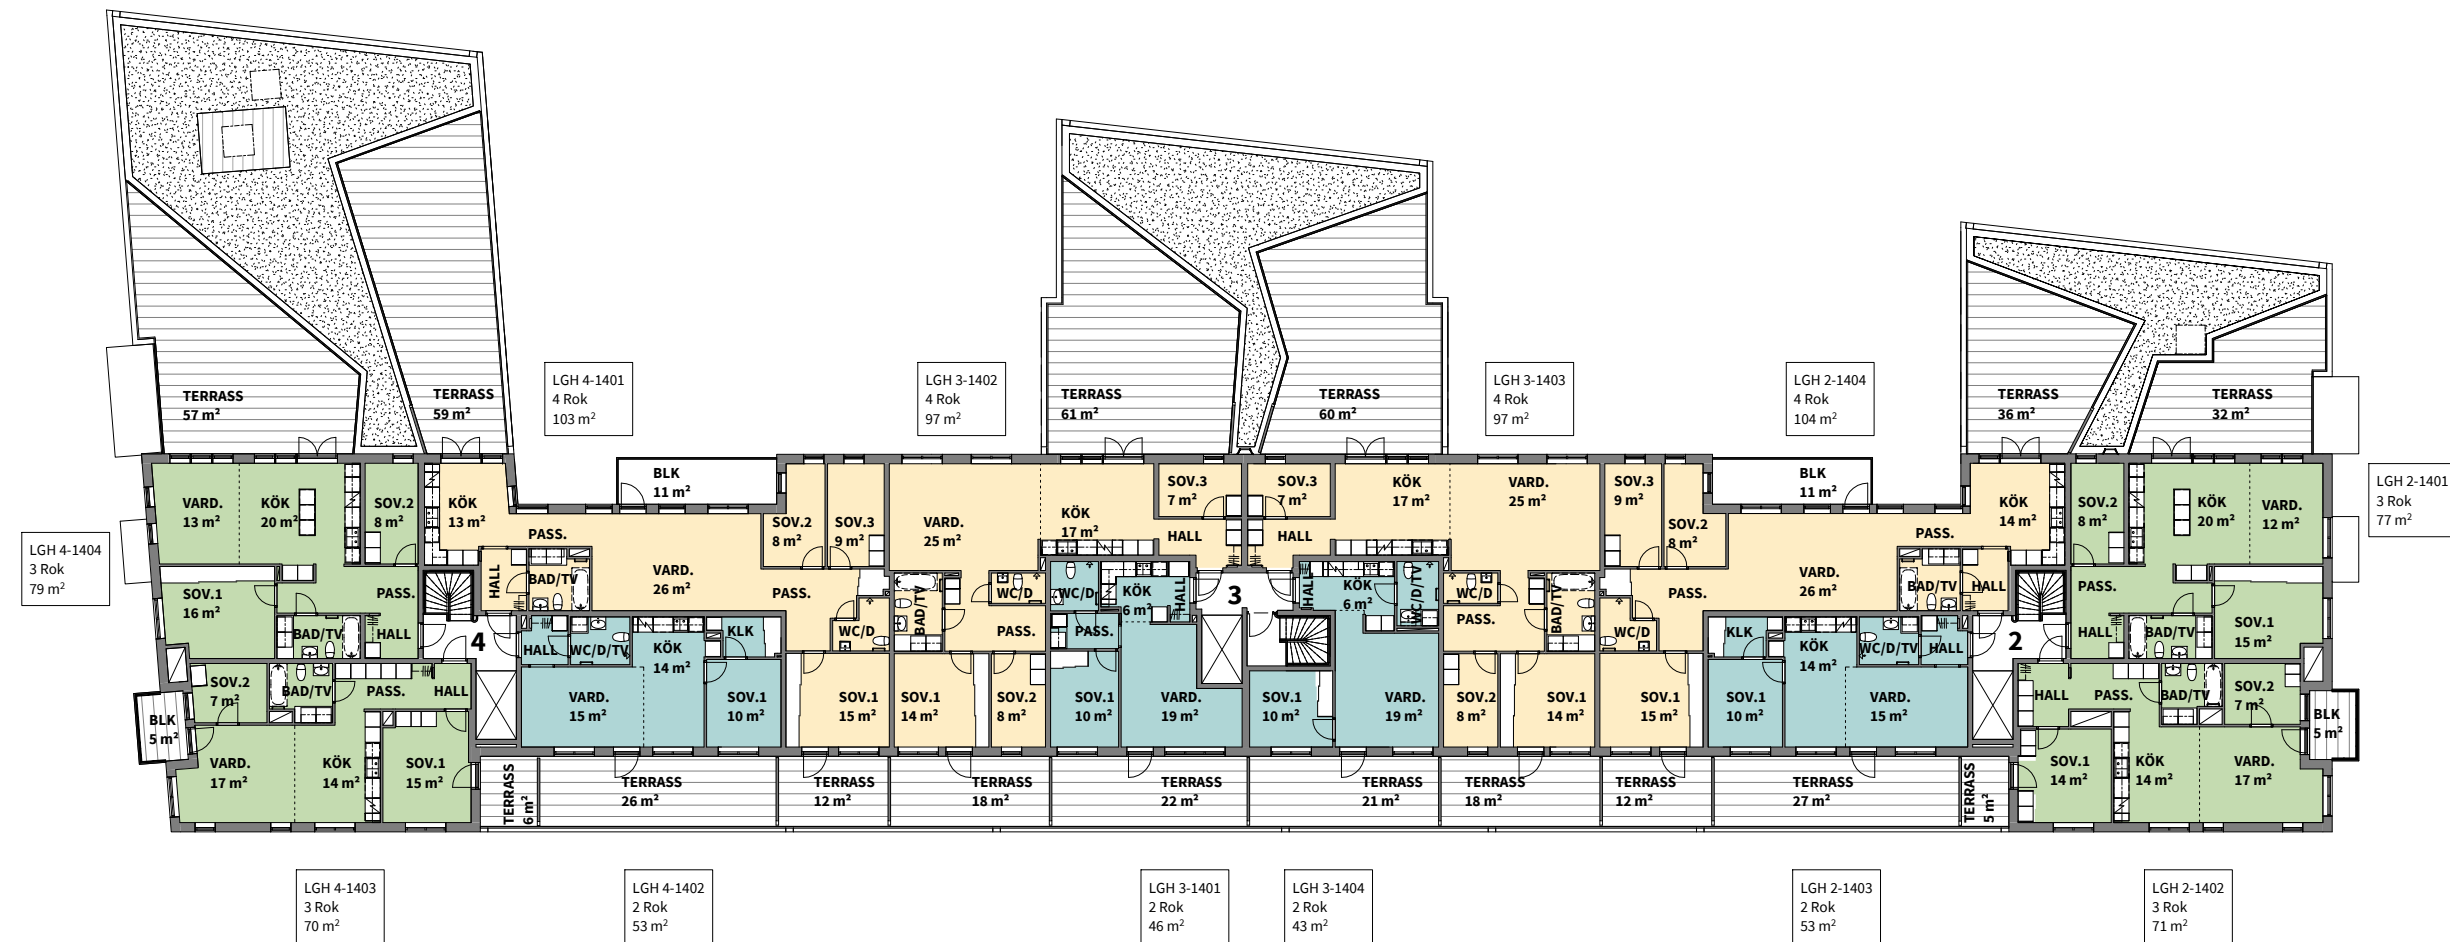 LGH 4-1401
4 Rok
103 m²
LGH 3-1402
4 Rok
97 m²
LGH 3-1403
4 Rok
97 m²
LGH 2-1404
4 Rok
104 m²
TERRASS
57 m²
TERRASS
59 m²
TERRASS
61 m²
TERRASS
60 m²
TERRASS
36 m²
TERRASS
32 m²
LGH 4-1404
3 Rok
79 m²
LGH 2-1401
3 Rok
77 m²
VARD.
13 m²
KÖK
20 m²
SOV.2
8 m²
SOV.1
16 m²
PASS.
BAD/TV
HALL
KÖK
13 m²
PASS.
HALL
BAD/TV
VARD.
26 m²
BLK
11 m²
SOV.2
8 m²
SOV.3
9 m²
PASS.
WC/D
SOV.1
15 m²
4
SOV.2
7 m²
BAD/TV
PASS.
HALL
BLK
5 m²
VARD.
17 m²
KÖK
14 m²
SOV.1
15 m²
HALL
WC/D/TV
KÖK
14 m²
KLK
VARD.
15 m²
SOV.1
10 m²
VARD.
25 m²
KÖK
17 m²
SOV.3
7 m²
HALL
BAD/TV
WC/D
PASS.
SOV.1
14 m²
SOV.2
8 m²
WC/D
KÖK
6 m²
HALL
PASS.
SOV.1
10 m²
VARD.
19 m²
3
SOV.3
7 m²
HALL
KÖK
17 m²
VARD.
25 m²
HALL
KÖK
6 m²
WC/D/TV
SOV.1
10 m²
VARD.
19 m²
WC/D
PASS.
BAD/TV
SOV.2
8 m²
SOV.1
14 m²
SOV.3
9 m²
SOV.2
8 m²
BLK
11 m²
PASS.
WC/D
SOV.1
15 m²
VARD.
26 m²
PASS.
KÖK
14 m²
BAD/TV
HALL
KLK
KÖK
14 m²
WC/D/TV
HALL
SOV.1
10 m²
VARD.
15 m²
2
SOV.2
8 m²
KÖK
20 m²
VARD.
12 m²
PASS.
HALL
BAD/TV
SOV.1
15 m²
HALL
PASS.
BAD/TV
SOV.2
7 m²
BLK
5 m²
SOV.1
14 m²
KÖK
14 m²
VARD.
17 m²
TERRASS
6 m²
TERRASS
26 m²
TERRASS
12 m²
TERRASS
18 m²
TERRASS
22 m²
TERRASS
21 m²
TERRASS
18 m²
TERRASS
12 m²
TERRASS
27 m²
TERRASS
5 m²
LGH 4-1403
3 Rok
70 m²
LGH 4-1402
2 Rok
53 m²
LGH 3-1401
2 Rok
46 m²
LGH 3-1404
2 Rok
43 m²
LGH 2-1403
2 Rok
53 m²
LGH 2-1402
3 Rok
71 m²